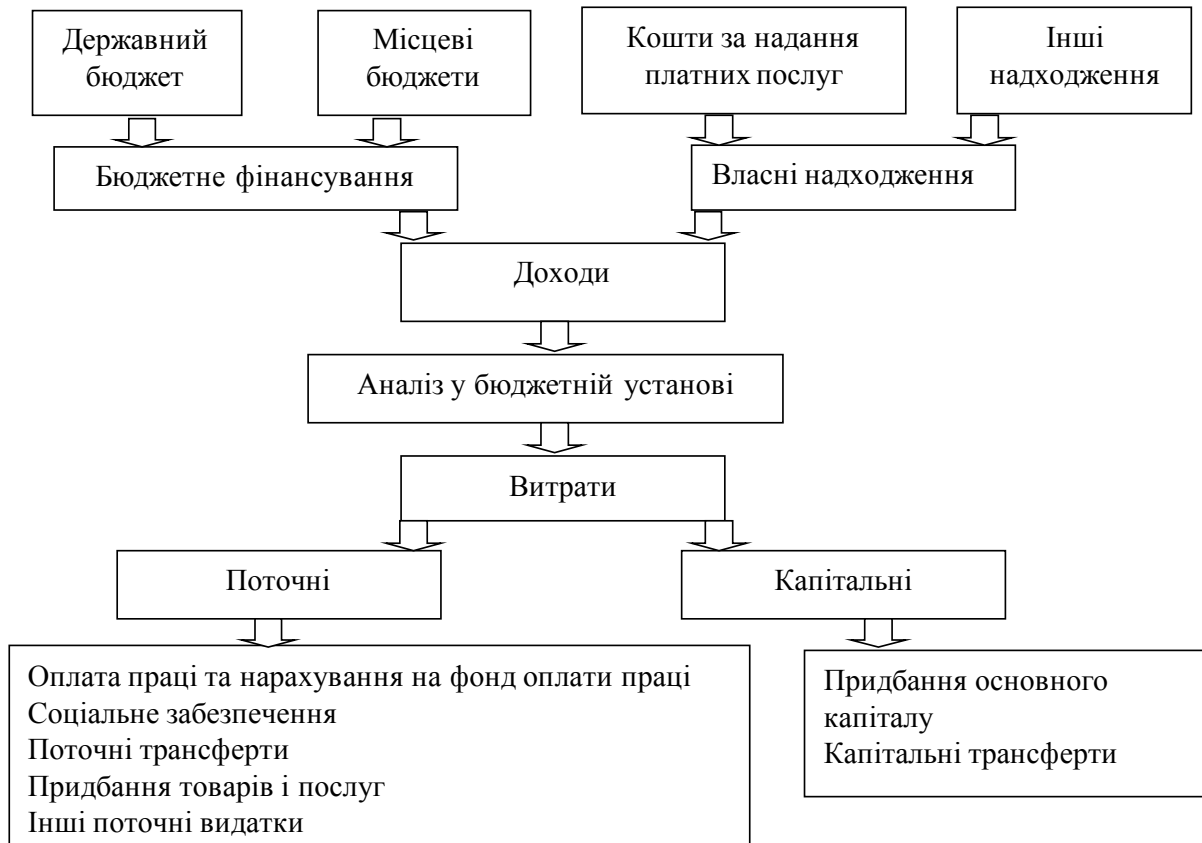 Державний
бюджет
Місцеві
бюджети
Кошти за надання
платних послуг
Інші
надходження
Бюджетне фінансування
Власні надходження
Доходи
Аналіз у бюджетній установі
Витрати
Поточні
Капітальні
Оплата праці та нарахування на фонд оплати праці
Соціальне забезпечення
Поточні трансферти
Придбання товарів і послуг
Інші поточні видатки
Придбання основного
капіталу
Капітальні трансферти